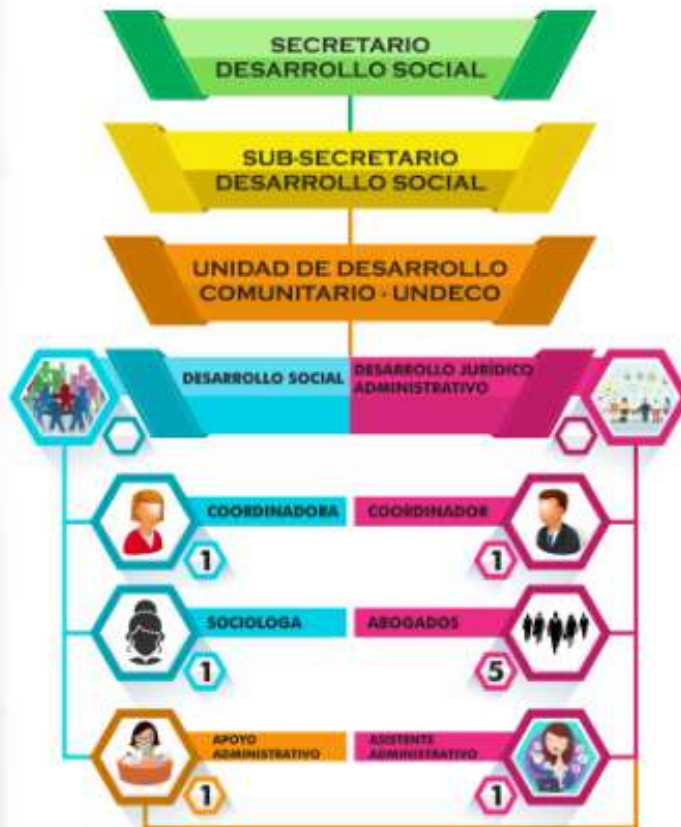 SECRETARIO
DESARROLLO SOCIAL
SUB-SECRETARIO
DESARROLLO SOCIAL
UNIDAD DE DESARROLLO
COMUNITARIO - UNDECO
DESARROLLO SOCIAL
DESARROLLO JURÍDICO
ADMINISTRATIVO
COORDINADORA
1
COORDINADOR
1
SOCIOLOGA
1
ABOGADOS
5
APOYO
ADMINISTRATIVO
1
ASISTENTE
ADMINISTRATIVO
1